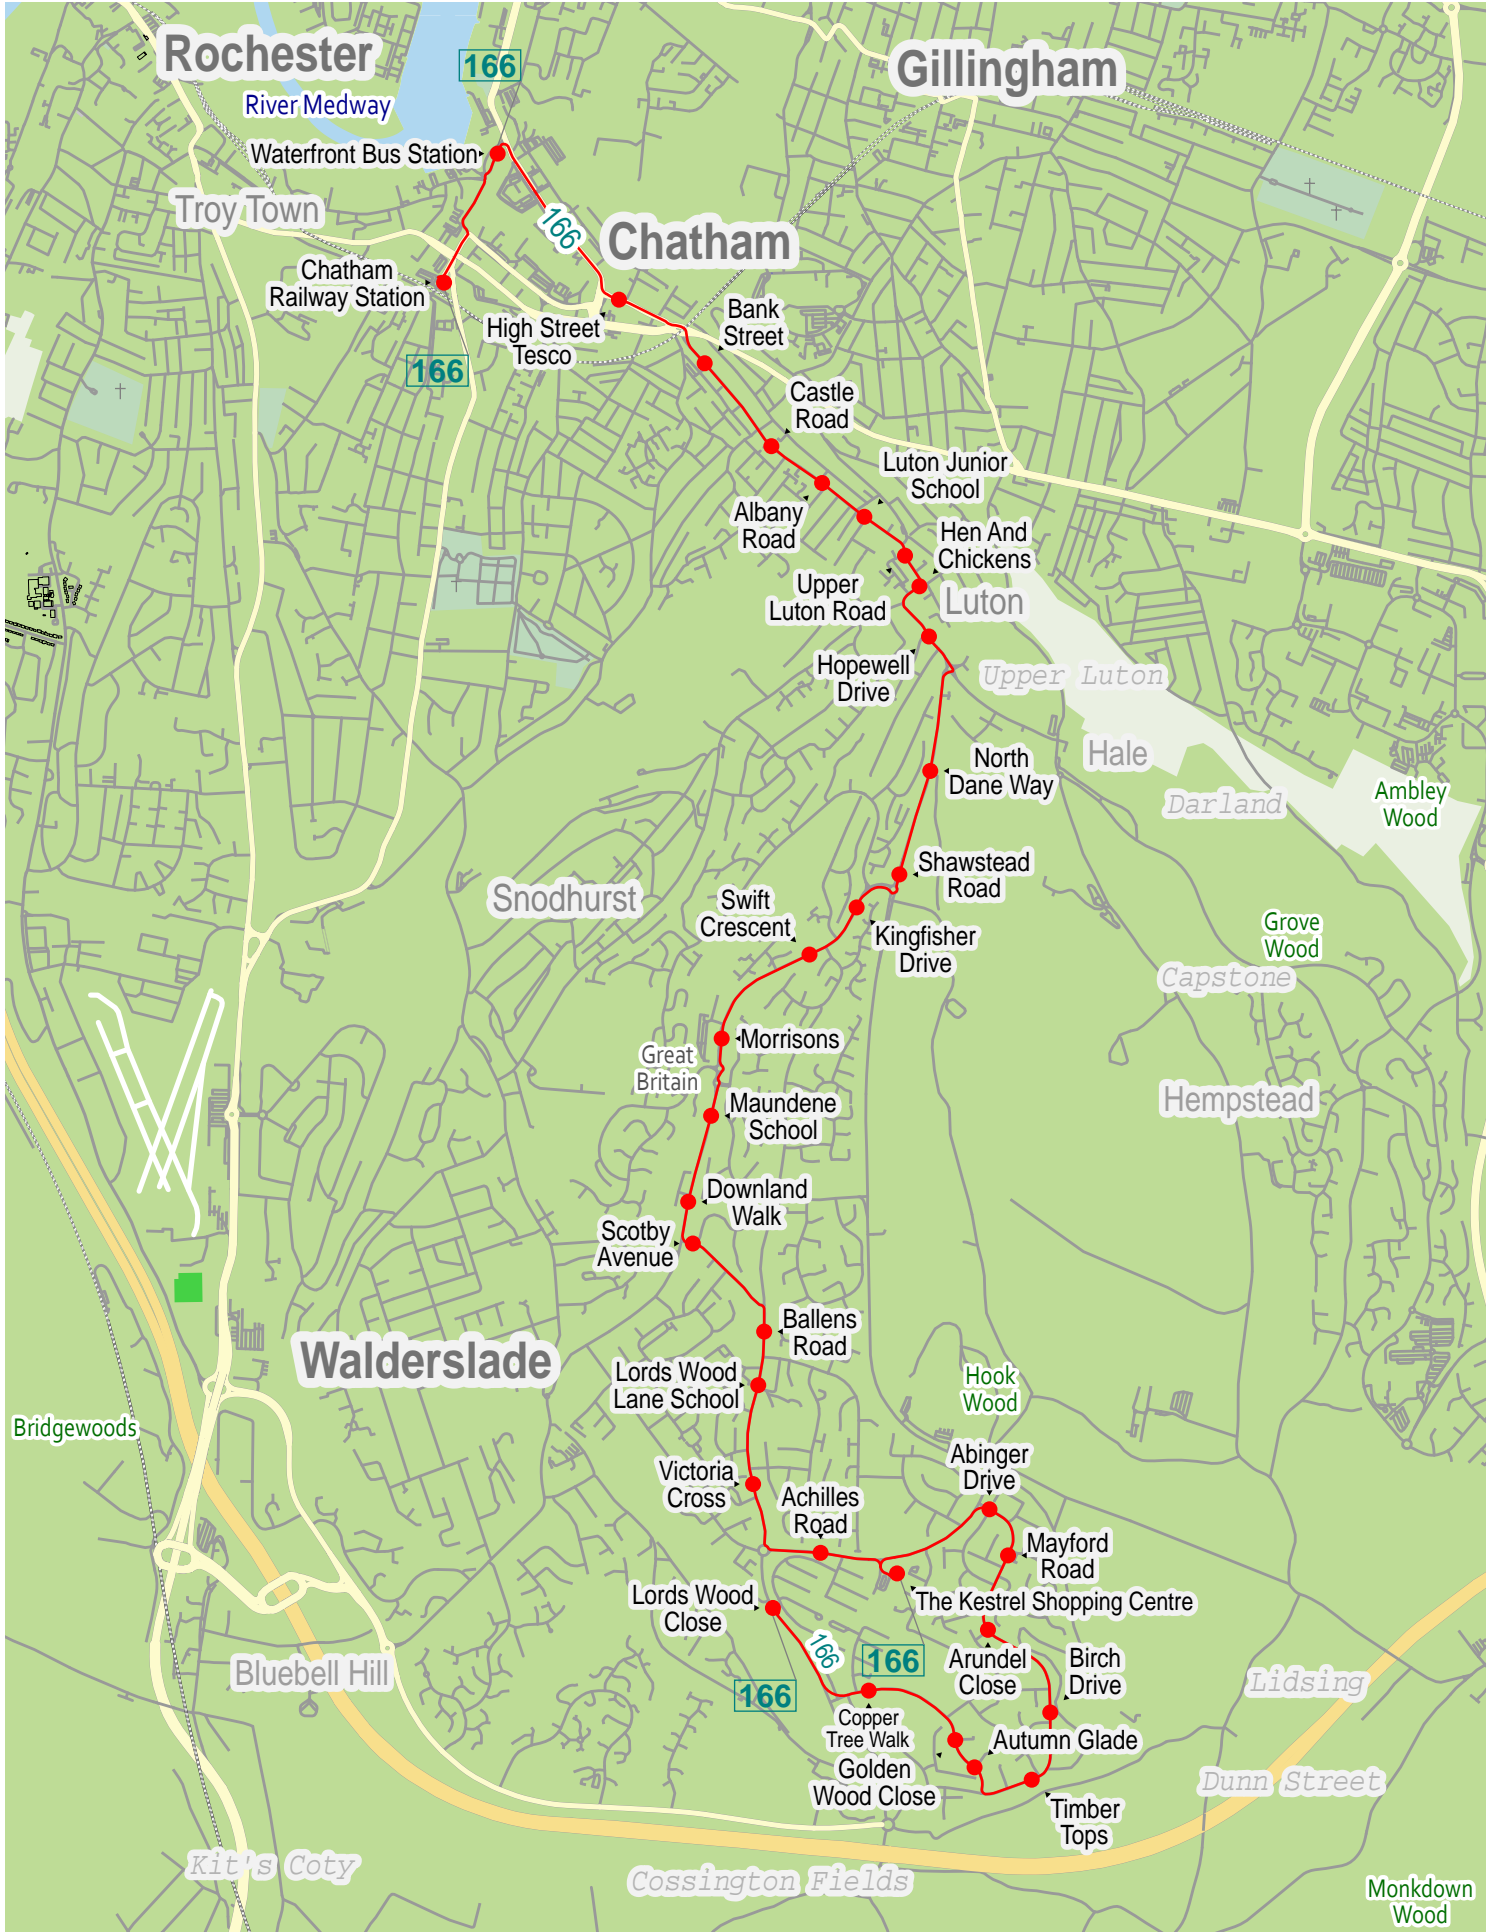 Rochester
166
Gillingham
River Medway
Waterfront Bus Station
Troy Town
166
Chatham
Chatham
Railway Station
High Street
Tesco
Bank
Street
166
Castle
Road
Luton Junior
School
Albany
Road
Hen And
Chickens
Upper
Luton Road
Luton
Hopewell
Drive
Upper Luton
North
Dane Way
Hale
Darland
Ambley
Wood
Shawstead
Road
Snodhurst
Swift
Crescent
Kingfisher
Drive
Grove
Wood
Capstone
Morrisons
Great
Britain
Maundene
School
Hempstead
Downland
Walk
Scotby
Avenue
Ballens
Road
Walderslade
Lords Wood
Lane School
Hook
Wood
Bridgewoods
Abinger
Drive
Victoria
Cross
Achilles
Road
Mayford
Road
Lords Wood
Close
The Kestrel Shopping Centre
166
166
Arundel
Close
Birch
Drive
Bluebell Hill
Lidsing
166
Copper
Tree Walk
Autumn Glade
Golden
Wood Close
Dunn Street
Timber
Tops
Kit's Coty
Cossington Fields
Monkdown
Wood